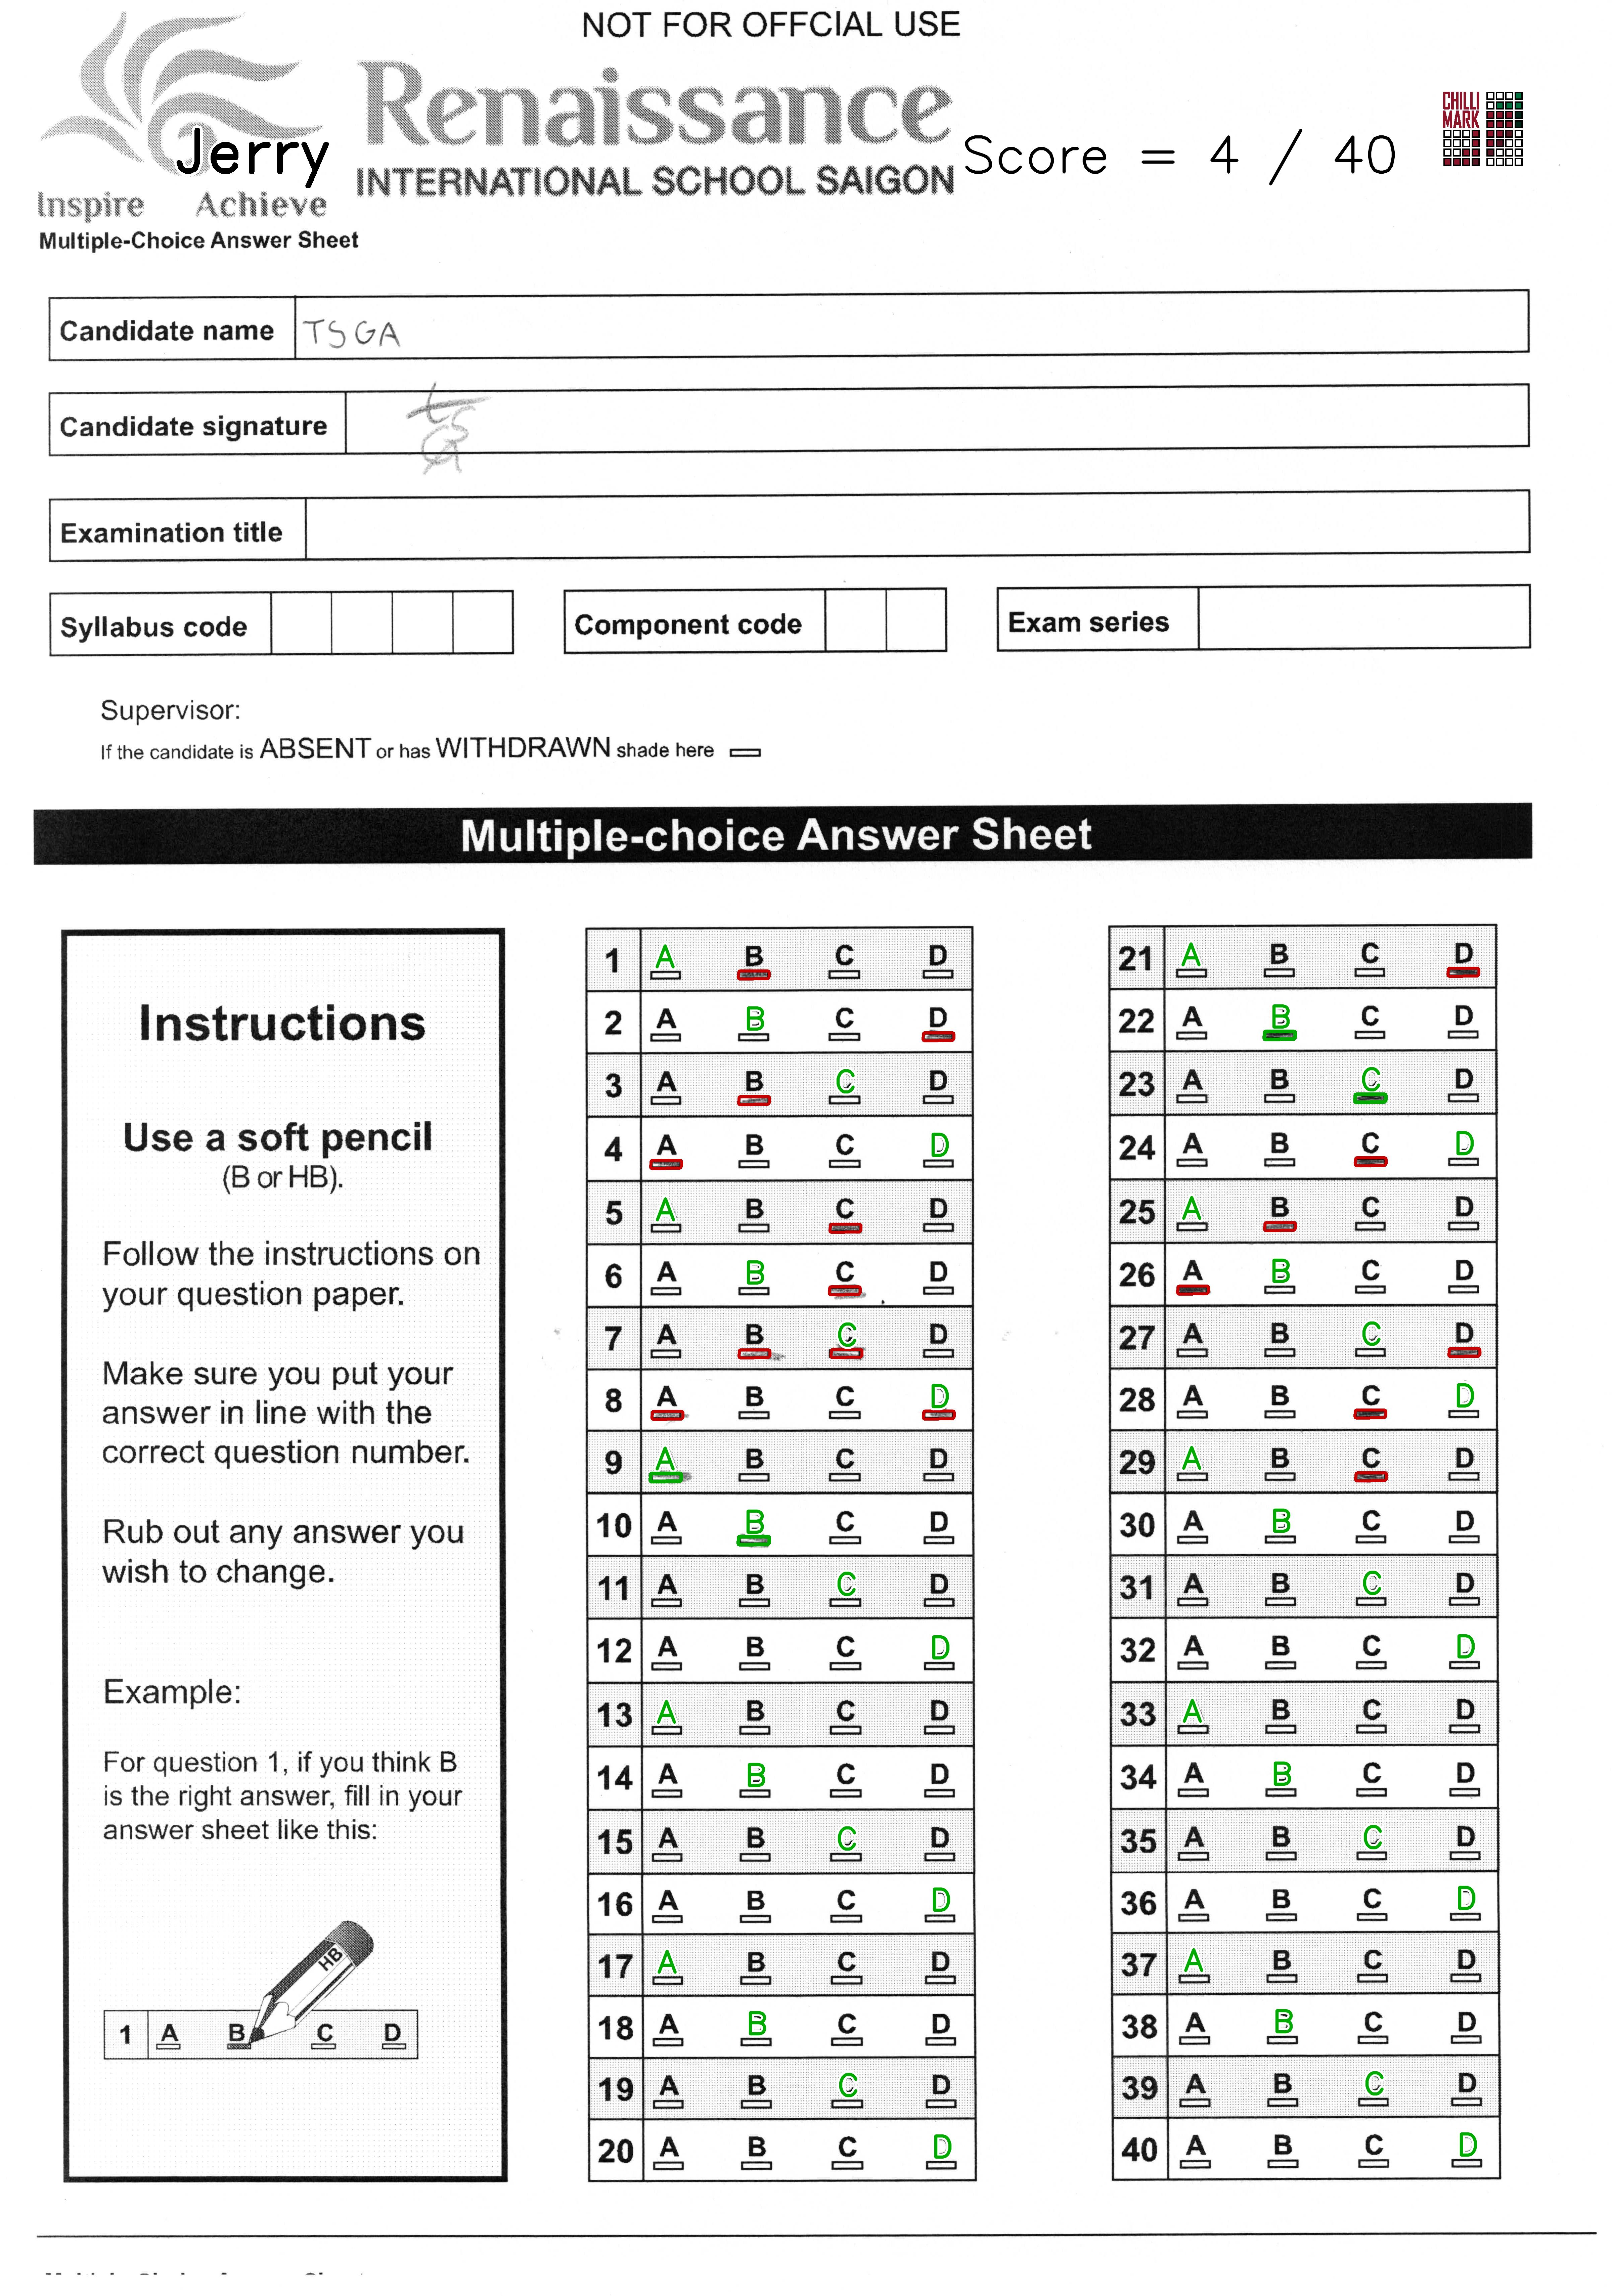 NOT FOR OFFCIAL USE
Renaissance
INTERNATIONAL SCHOOL SAIGON
Jerry
Inspire Achieve
Score = 4 / 40
CHILLI
MARK
Multiple-Choice Answer Sheet
Candidate name TSGA
Candidate signature
Examination title
Syllabus code Component code Exam series
Supervisor:
If the candidate is ABSENT or has WITHDRAWN shade here
Multiple-choice Answer Sheet
Instructions
Use a soft pencil
(B or HB).
Follow the instructions on
your question paper.
Make sure you put your
answer in line with the
correct question number.
Rub out any answer you
wish to change.
Example:
For question 1, if you think B
is the right answer, fill in your
answer sheet like this:
HB
1 A B C D
1 A B C D
2 A B C D
3 A B C D
4 A B C D
5 A B C D
6 A B C D
7 A B C D
8 A B C D
9 A B C D
10 A B C D
11 A B C D
12 A B C D
13 A B C D
14 A B C D
15 A B C D
16 A B C D
17 A B C D
18 A B C D
19 A B C D
20 A B C D
21 A B C D
22 A B C D
23 A B C D
24 A B C D
25 A B C D
26 A B C D
27 A B C D
28 A B C D
29 A B C D
30 A B C D
31 A B C D
32 A B C D
33 A B C D
34 A B C D
35 A B C D
36 A B C D
37 A B C D
38 A B C D
39 A B C D
40 A B C D